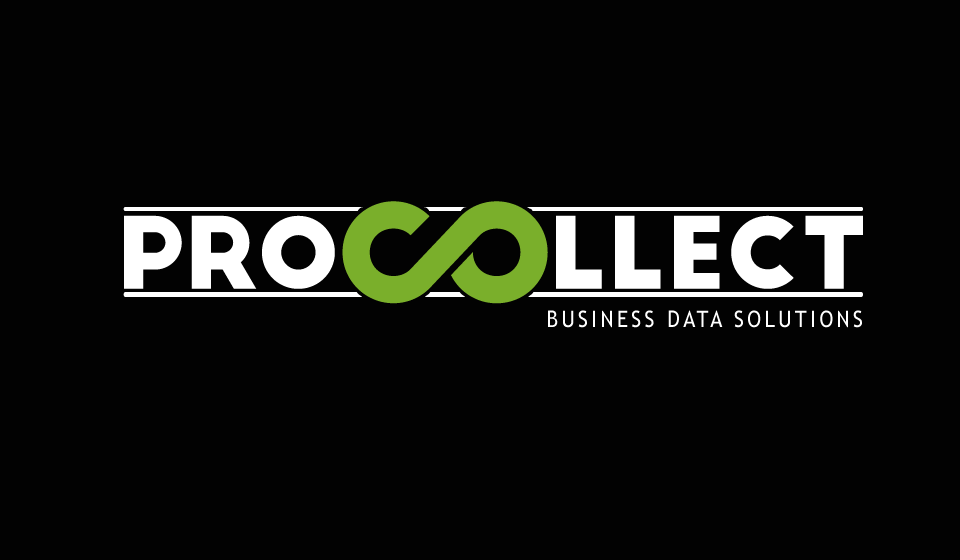 PROCOLLECT
BUSINESS DATA SOLUTIONS